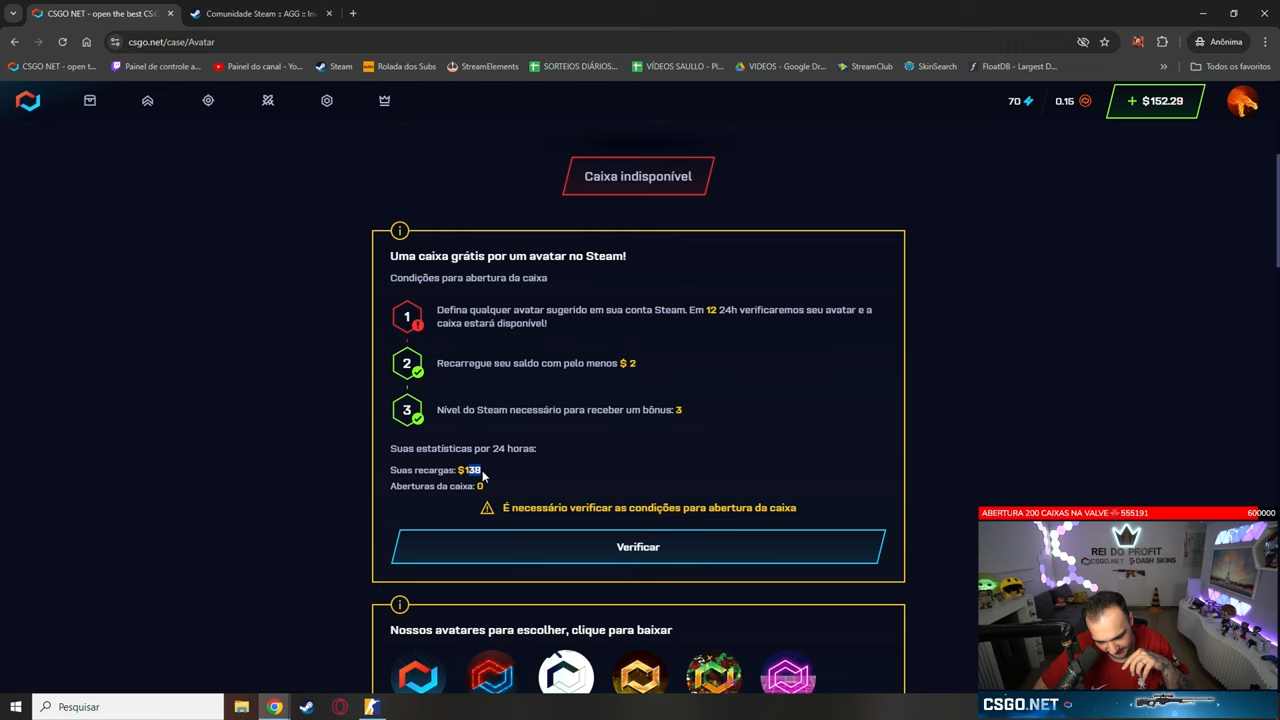 CSGO NET - open the best CS:
Comunidade Steam :: AGG :: Inv
csgo.net/case/Avatar
Anônima
CSGO NET - open t...
Painel de controle a...
Painel do canal - Yo...
Steam
Rolada dos Subs
StreamElements
SORTEIOS DIÁRIOS...
VÍDEOS SAULLO - PI...
VIDEOS - Google Dr...
StreamClub
SkinSearch
FloatDB - Largest D...
Todos os favoritos
70
0.15
+ $152.29
Caixa indisponível
Uma caixa grátis por um avatar no Steam!
Condições para abertura da caixa
1
Defina qualquer avatar sugerido em sua conta Steam. Em 12 24h verificaremos seu avatar e a
caixa estará disponível!
2
Recarregue seu saldo com pelo menos $ 2
3
Nível do Steam necessário para receber um bônus: 3
Suas estatísticas por 24 horas:
Suas recargas: $138
Aberturas da caixa: 0
É necessário verificar as condições para abertura da caixa
Verificar
Nossos avatares para escolher, clique para baixar
ABERTURA 200 CAIXAS NA VALVE 555191
600000
REI DO PROFIT
CSGO.NET DASH SKINS
CSGO.NET
Pesquisar